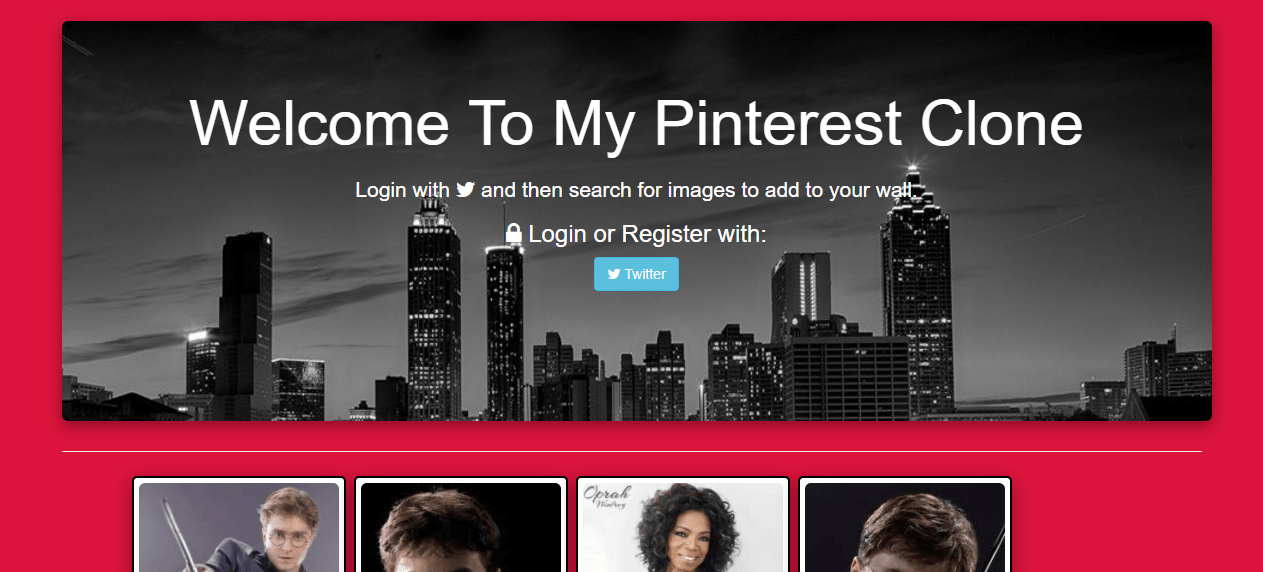 Welcome To My Pinterest Clone
Login with and then search for images to add to your wall.
Login or Register with:
Twitter
Oprah
Winfrey